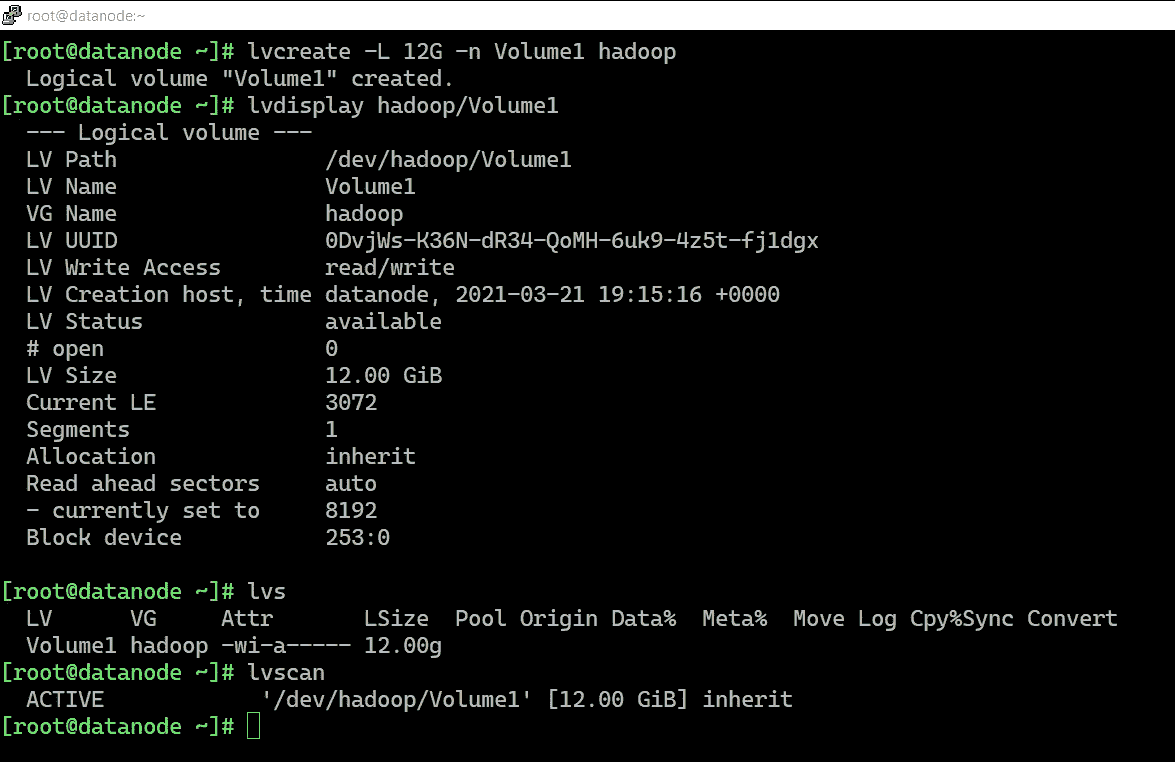 root@datanode:~
[root@datanode ~]# lvcreate -L 12G -n Volume1 hadoop
  Logical volume "Volume1" created.
[root@datanode ~]# lvdisplay hadoop/Volume1
  --- Logical volume ---
  LV Path                /dev/hadoop/Volume1
  LV Name                Volume1
  VG Name                hadoop
  LV UUID                0DvjWs-K36N-dR34-QoMH-6uk9-4z5t-fj1dgx
  LV Write Access        read/write
  LV Creation host, time datanode, 2021-03-21 19:15:16 +0000
  LV Status              available
  # open                 0
  LV Size                12.00 GiB
  Current LE             3072
  Segments               1
  Allocation             inherit
  Read ahead sectors     auto
  - currently set to     8192
  Block device           253:0
[root@datanode ~]# lvs
  LV      VG     Attr       LSize  Pool Origin Data%  Meta%  Move Log Cpy%Sync Convert
  Volume1 hadoop -wi-a----- 12.00g
[root@datanode ~]# lvscan
  ACTIVE            '/dev/hadoop/Volume1' [12.00 GiB] inherit
[root@datanode ~]#